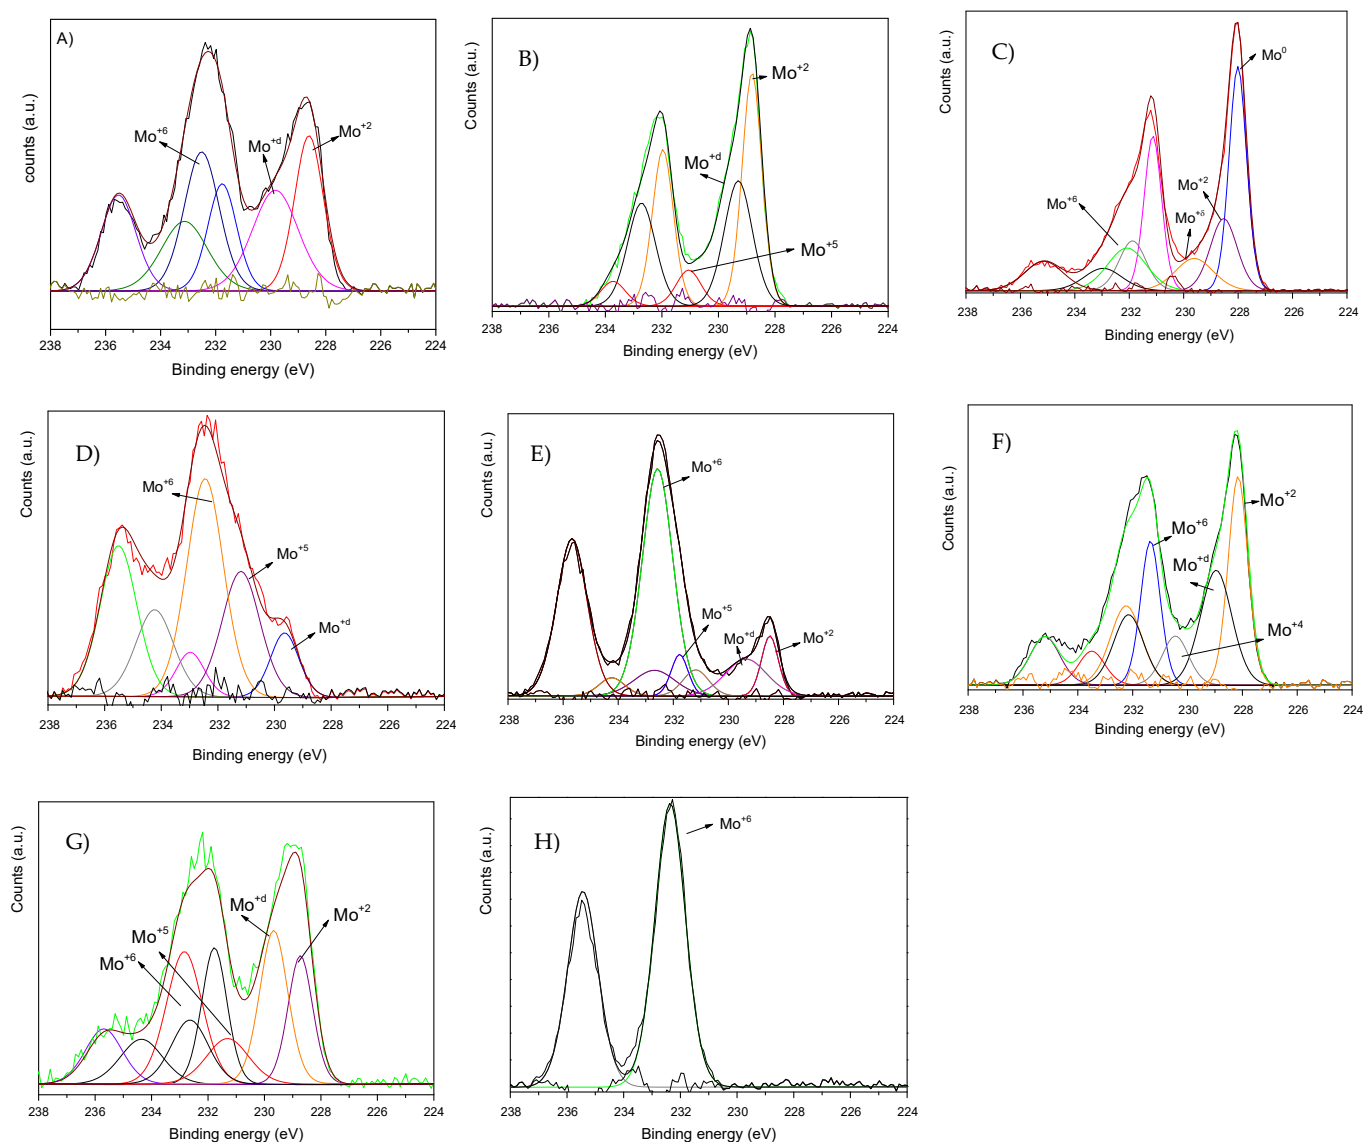 A)
Mo+6
Mo+d
Mo+2
counts (a.u.)
238 236 234 232 230 228 226 224
Binding energy (eV)
B)
Mo+2
Mo+d
Mo+5
Counts (a.u.)
238 236 234 232 230 228 226 224
Binding energy (eV)
C)
Mo0
Mo+2
Mo+6
Mo+δ
Counts (a.u.)
238 236 234 232 230 228 226 224
Binding energy (eV)
D)
Mo+6
Mo+5
Mo+d
Counts (a.u.)
238 236 234 232 230 228 226 224
Binding energy (eV)
E)
Mo+6
Mo+5
Mo+d
Mo+2
Counts (a.u.)
238 236 234 232 230 228 226 224
Binding energy (eV)
F)
Mo+2
Mo+6
Mo+d
Mo+4
Counts (a.u.)
238 236 234 232 230 228 226 224
Binding energy (eV)
G)
Mo+d
Mo+2
Mo+5
Mo+6
Counts (a.u.)
238 236 234 232 230 228 226 224
Binding energy (eV)
H)
Mo+6
Counts (a.u.)
238 236 234 232 230 228 226 224
Binding energy (eV)